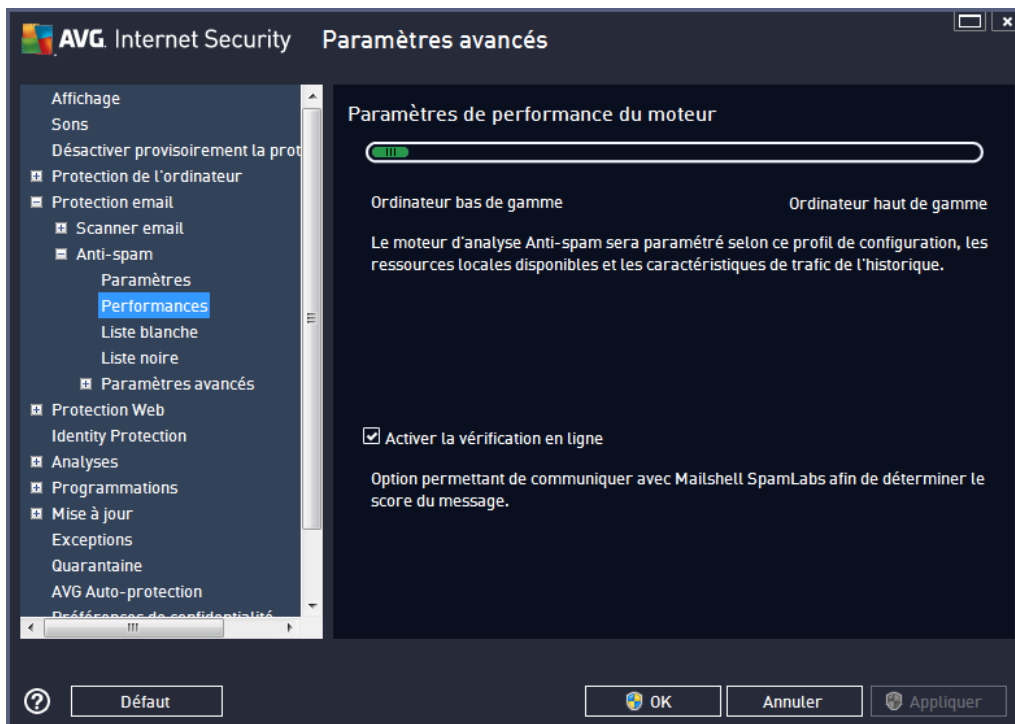 AVG. Internet Security Paramètres avancés
Affichage
Sons
Désactiver provisoirement la prot
Protection de l'ordinateur
Protection email
Scanner email
Anti-spam
Paramètres
Performances
Liste blanche
Liste noire
Paramètres avancés
Protection Web
Identity Protection
Analyses
Programmations
Mise à jour
Exceptions
Quarantaine
AVG Auto-protection
Préférences de confidentialité
Paramètres de performance du moteur
Ordinateur bas de gamme Ordinateur haut de gamme
Le moteur d'analyse Anti-spam sera paramétré selon ce profil de configuration, les
ressources locales disponibles et les caractéristiques de trafic de l'historique.
Activer la vérification en ligne
Option permettant de communiquer avec Mailshell SpamLabs afin de déterminer le
score du message.
? Défaut OK Annuler Appliquer